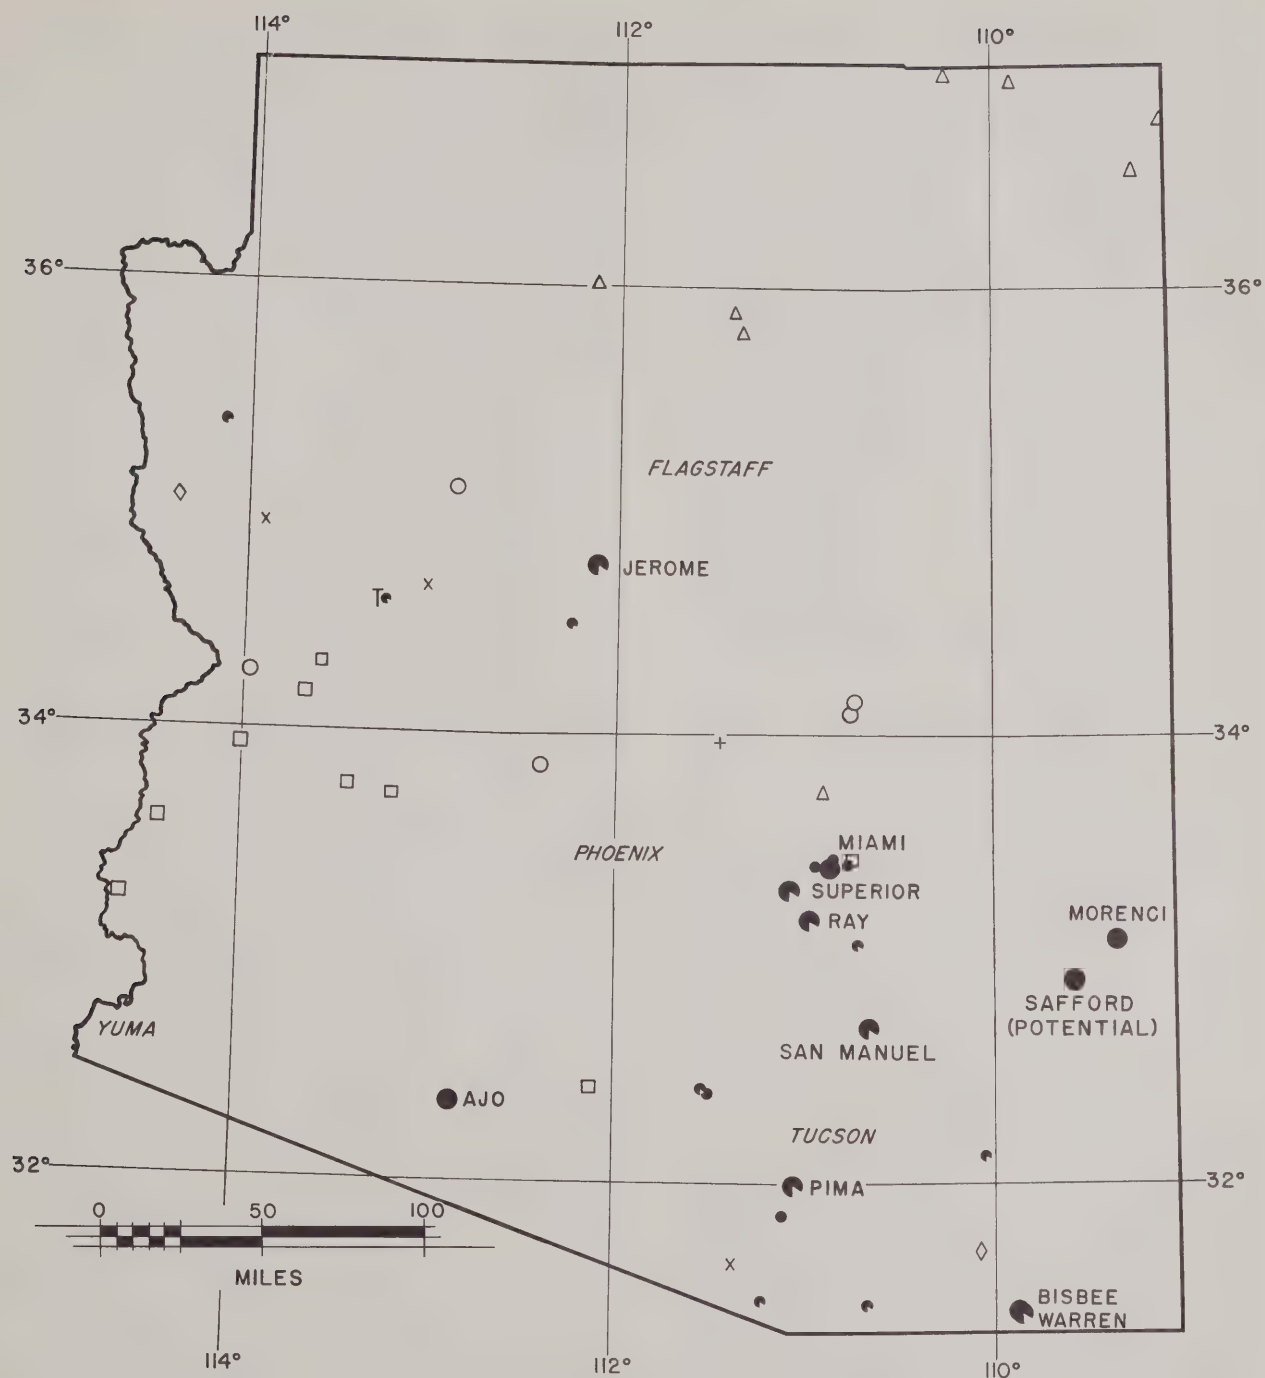 114°
112°
110°
36°
36°
FLAGSTAFF
JEROME
T
34°
34°
MIAMI
PHOENIX
SUPERIOR
RAY
MORENCI
SAFFORD
(POTENTIAL)
YUMA
SAN MANUEL
AJO
TUCSON
32°
PIMA
32°
0 50 100
MILES
BISBEE
WARREN
114°
112°
110°